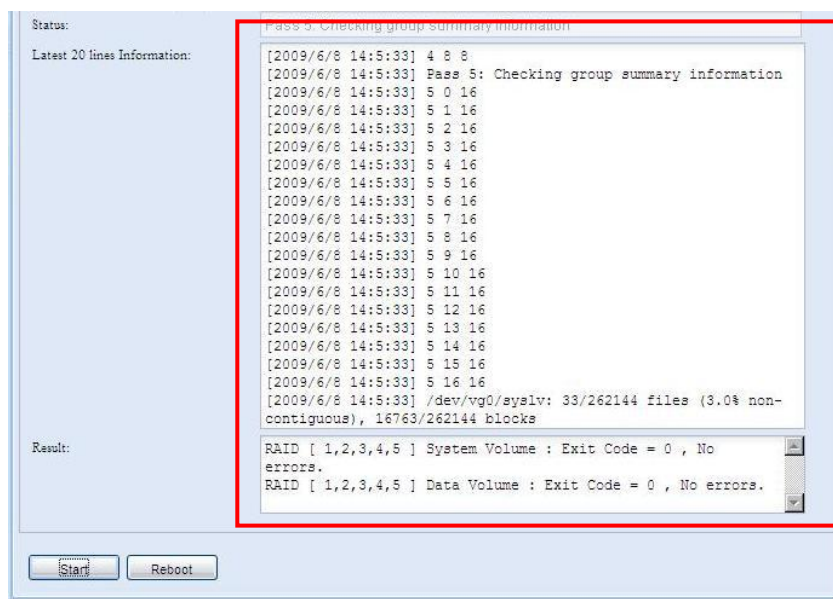 Status:
Pass 5: Checking group summary information
Latest 20 lines Information:
[2009/6/8 14:5:33] 4 8 8
[2009/6/8 14:5:33] Pass 5: Checking group summary information
[2009/6/8 14:5:33] 5 0 16
[2009/6/8 14:5:33] 5 1 16
[2009/6/8 14:5:33] 5 2 16
[2009/6/8 14:5:33] 5 3 16
[2009/6/8 14:5:33] 5 4 16
[2009/6/8 14:5:33] 5 5 16
[2009/6/8 14:5:33] 5 6 16
[2009/6/8 14:5:33] 5 7 16
[2009/6/8 14:5:33] 5 8 16
[2009/6/8 14:5:33] 5 9 16
[2009/6/8 14:5:33] 5 10 16
[2009/6/8 14:5:33] 5 11 16
[2009/6/8 14:5:33] 5 12 16
[2009/6/8 14:5:33] 5 13 16
[2009/6/8 14:5:33] 5 14 16
[2009/6/8 14:5:33] 5 15 16
[2009/6/8 14:5:33] 5 16 16
[2009/6/8 14:5:33] /dev/vg0/syslv: 33/262144 files (3.0% non-
contiguous), 16763/262144 blocks
Result:
RAID [ 1,2,3,4,5 ] System Volume : Exit Code = 0 , No
errors.
RAID [ 1,2,3,4,5 ] Data Volume : Exit Code = 0 , No errors.
Start
Reboot